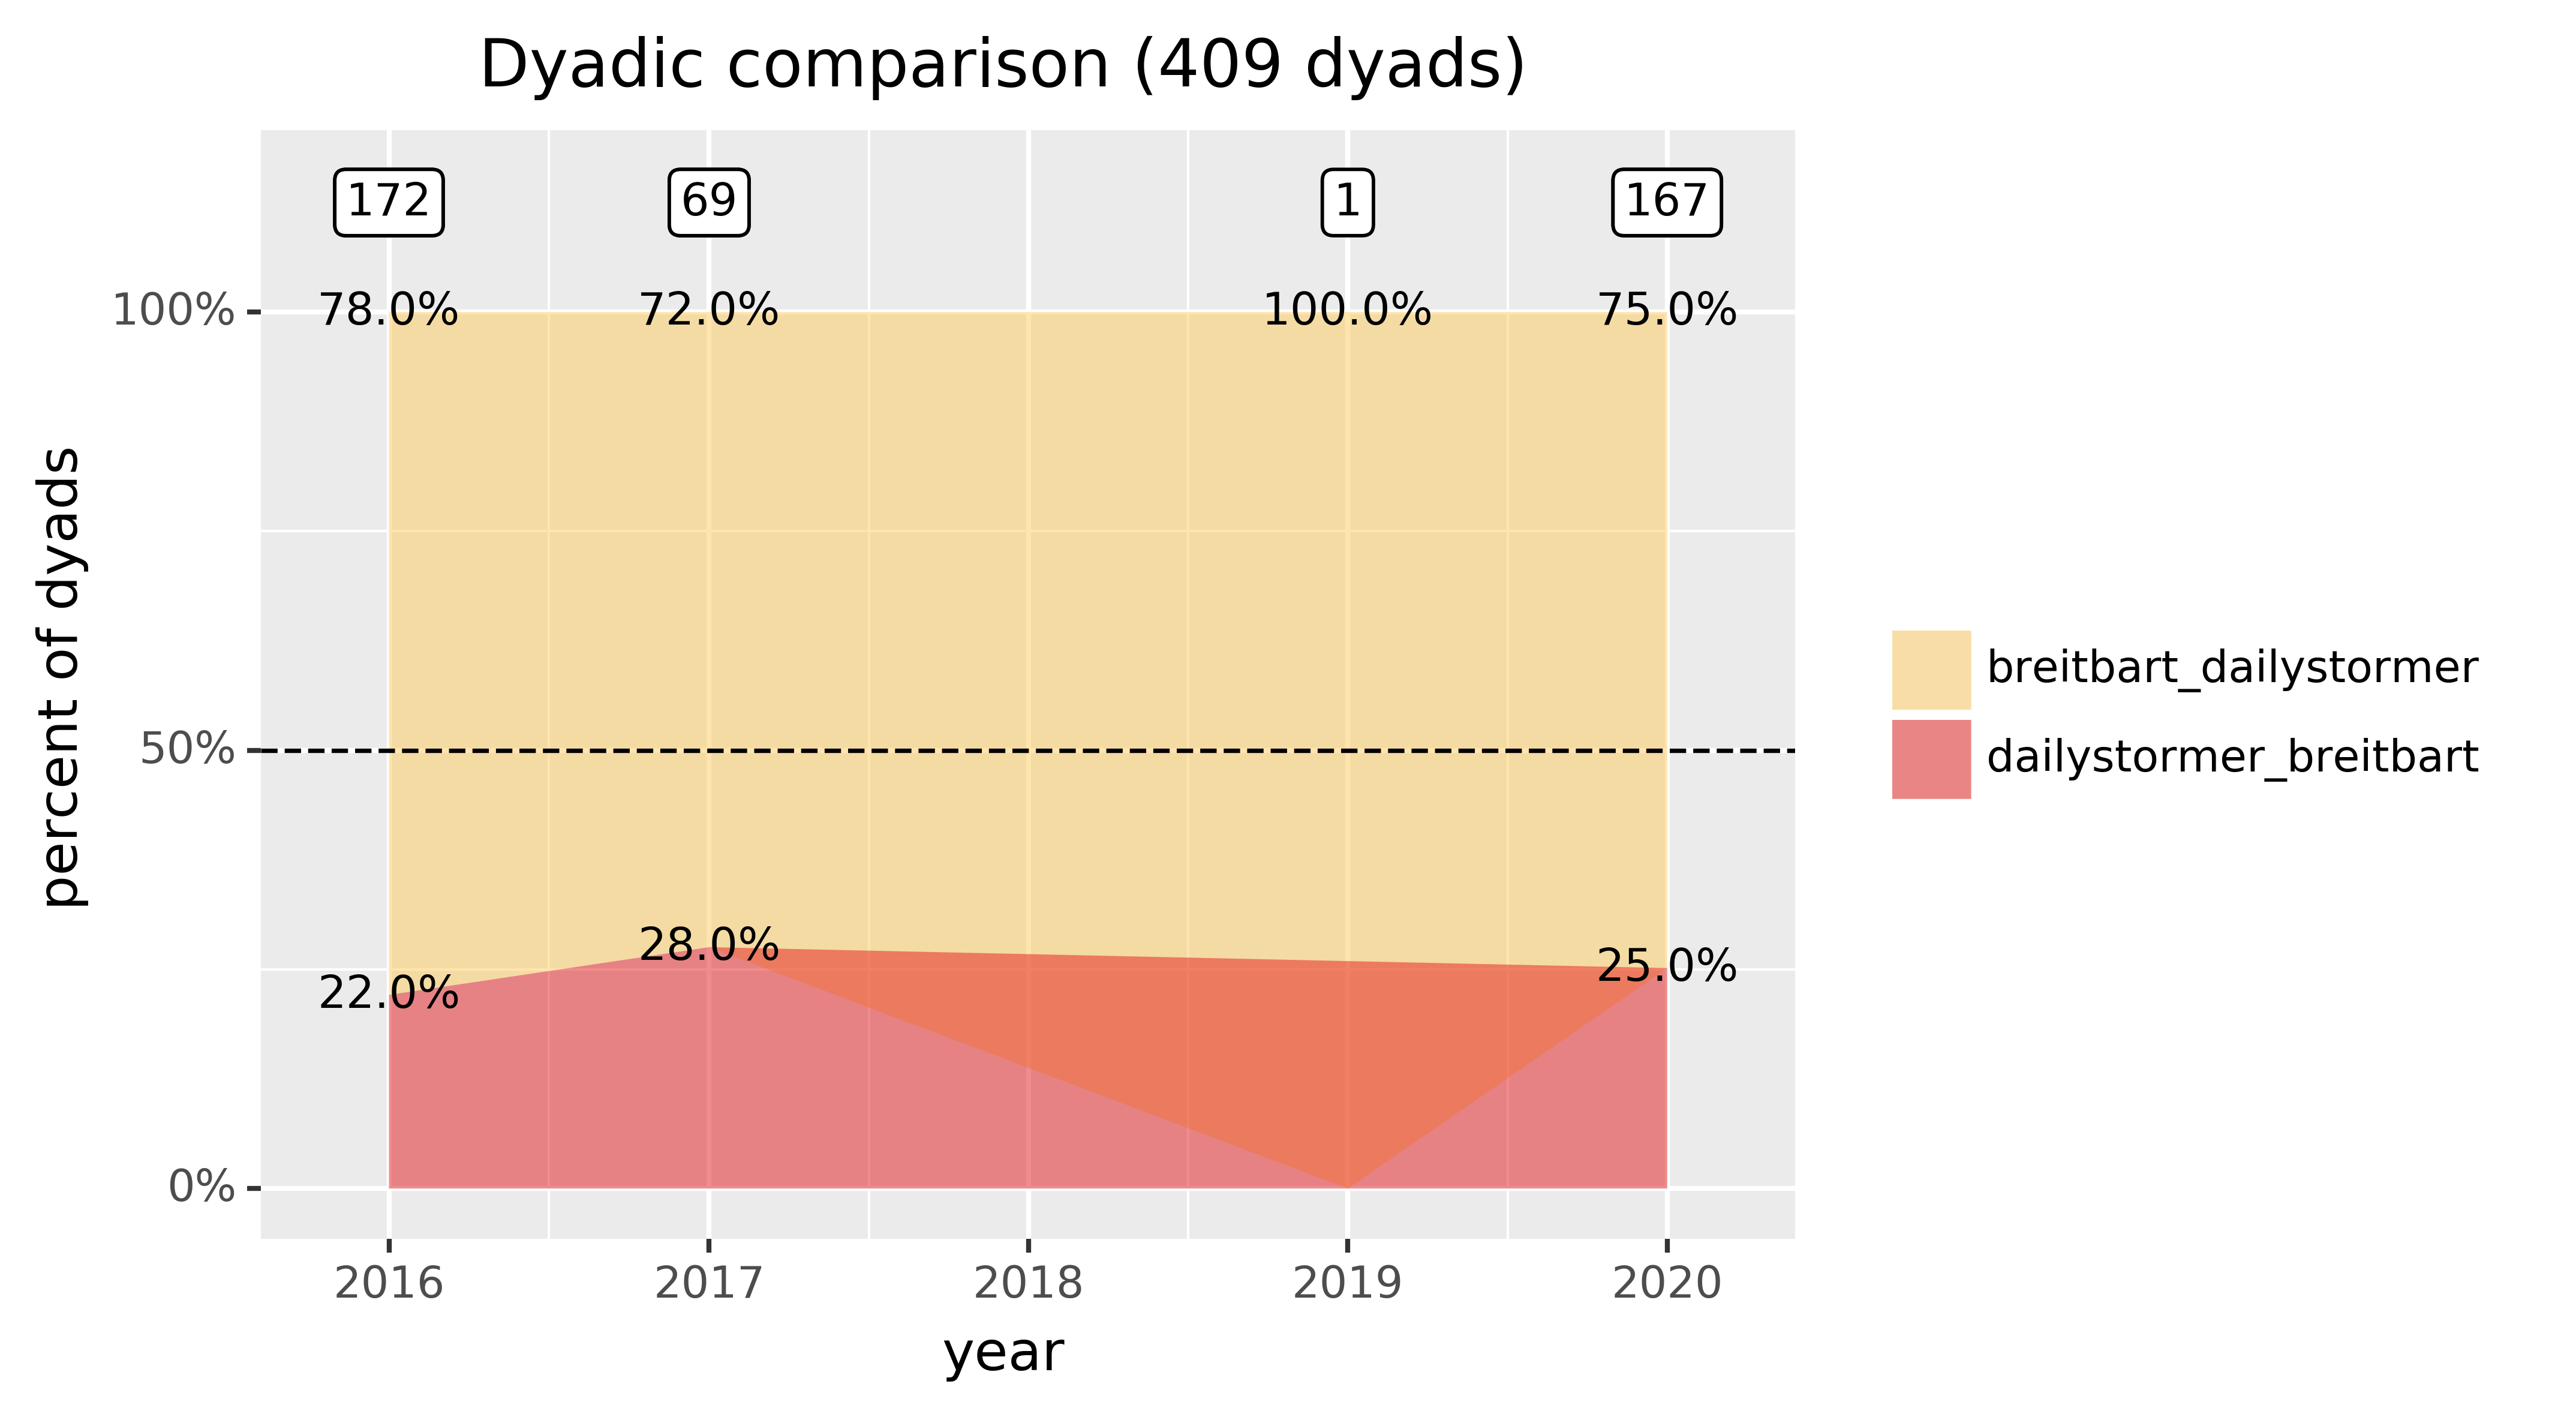 Dyadic comparison (409 dyads)
172 69 1 167
100% 78.0% 72.0% 100.0% 75.0%
percent of dyads
50%
breitbart_dailystormer
dailystormer_breitbart
28.0%
22.0% 25.0%
0%
2016 2017 2018 2019 2020
year